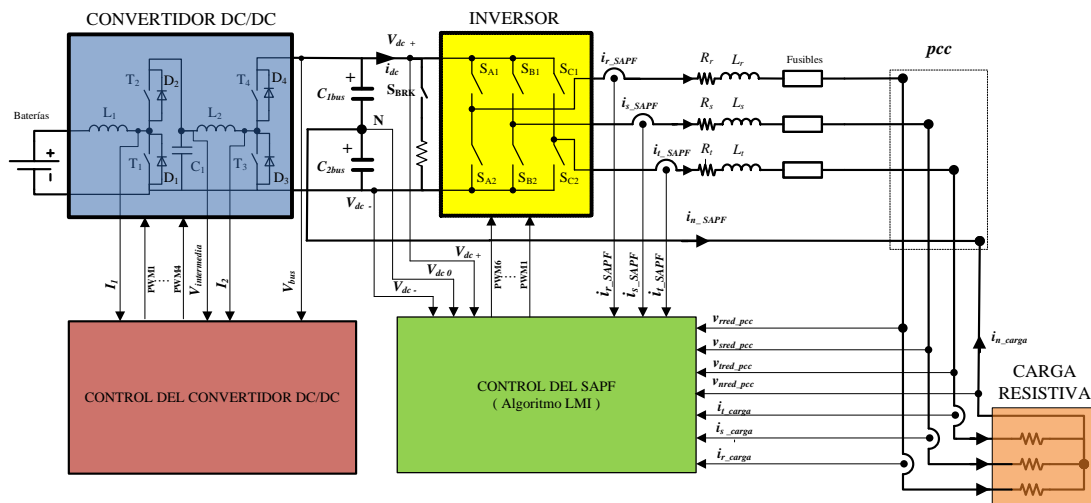 CONVERTIDOR DC/DC
INVERSOR
pcc
Baterías
L1
T2
D2
T4
D4
L2
T1
D1
C1
T3
D3
Vdc +
idc
SBRK
C1bus
N
C2bus
Vdc -
+
+
+
-
SA1
SB1
SC1
SA2
SB2
SC2
ir_SAPF
is_SAPF
it_SAPF
Rr
Lr
Fusibles
Rs
Ls
Rt
Lt
in_SAPF
I1
PWM1
......
PWM4
Vintermedia
I2
Vbus
Vdc -
Vdc 0
Vdc +
PWM6
......
PWM1
ir_SAPF
is_SAPF
it_SAPF
vrred_pcc
vsred_pcc
vtred_pcc
vnred_pcc
it_carga
is_carga
ir_carga
in_carga
CONTROL DEL CONVERTIDOR DC/DC
CONTROL DEL SAPF
( Algoritmo LMI )
CARGA
RESISTIVA